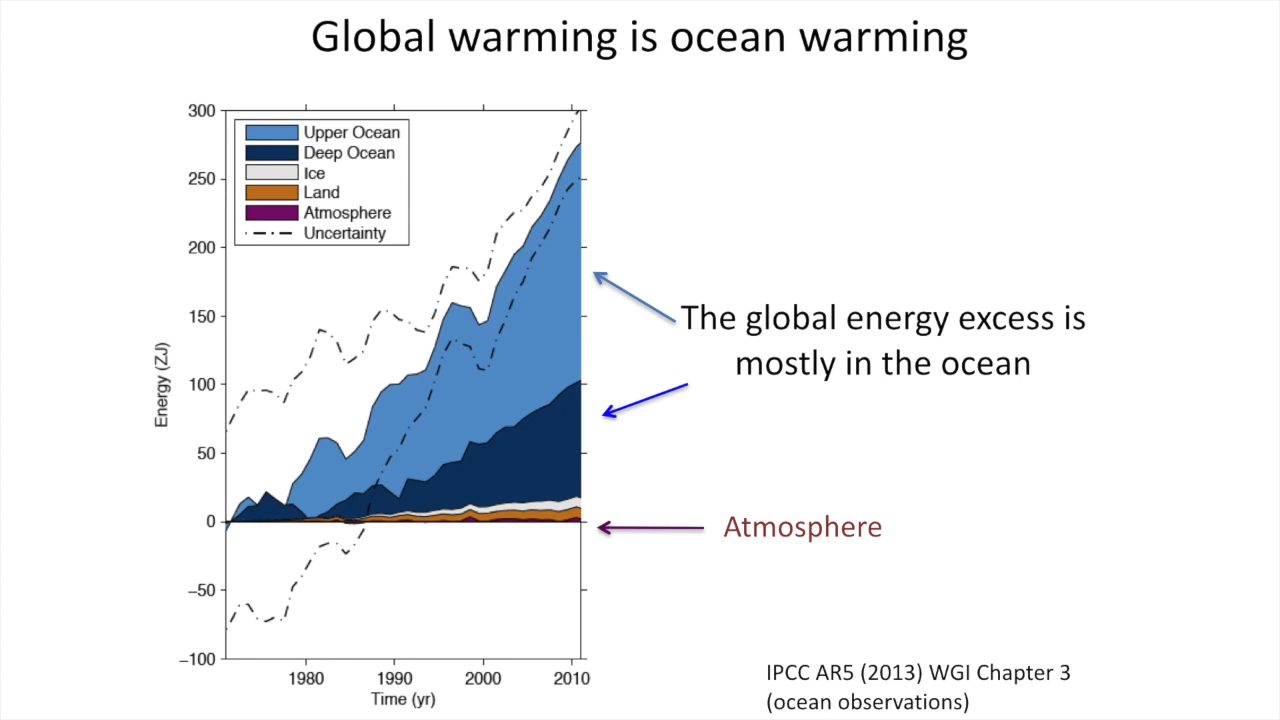 Global warming is ocean warming
300
250
200
150
100
50
0
−50
−100
Energy (ZJ)
Upper Ocean
Deep Ocean
Ice
Land
Atmosphere
Uncertainty
1980
1990
2000
2010
Time (yr)
The global energy excess is
mostly in the ocean
Atmosphere
IPCC AR5 (2013) WGI Chapter 3
(ocean observations)